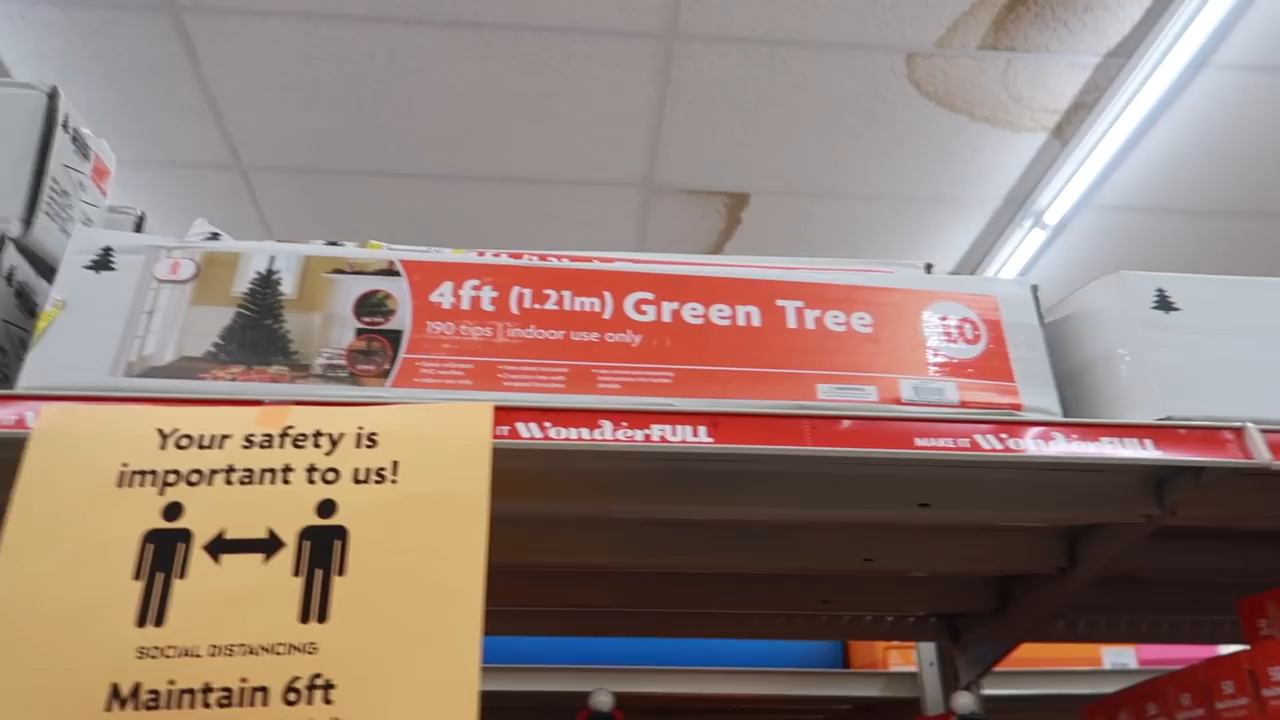 4ft (1.21m) Green Tree
190 tips | indoor use only
WonderFULL
MAKE IT WonderFULL
Your safety is
important to us!
SOCIAL DISTANCING
Maintain 6ft